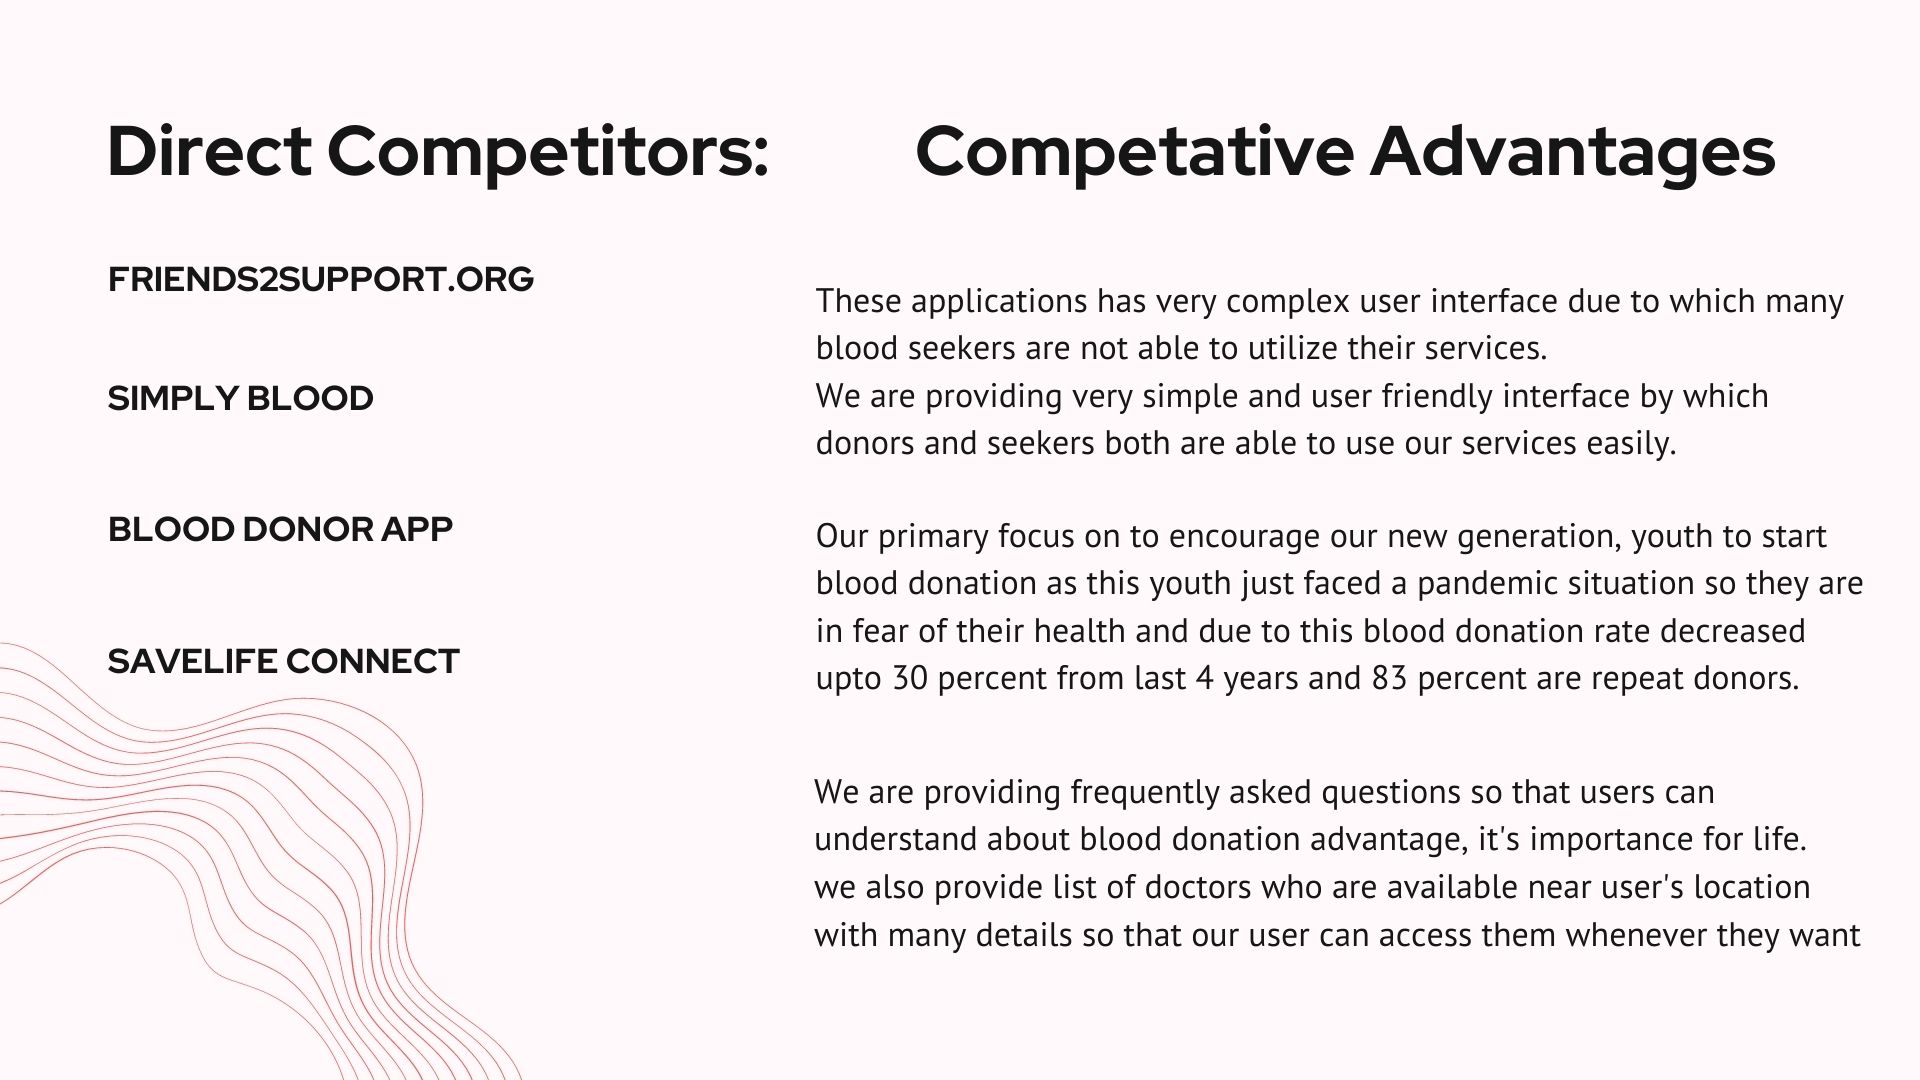 Direct Competitors:
FRIENDS2SUPPORT.ORG
SIMPLY BLOOD
BLOOD DONOR APP
SAVELIFE CONNECT
Competative Advantages
These applications has very complex user interface due to which many
blood seekers are not able to utilize their services.
We are providing very simple and user friendly interface by which
donors and seekers both are able to use our services easily.
Our primary focus on to encourage our new generation, youth to start
blood donation as this youth just faced a pandemic situation so they are
in fear of their health and due to this blood donation rate decreased
upto 30 percent from last 4 years and 83 percent are repeat donors.
We are providing frequently asked questions so that users can
understand about blood donation advantage, it's importance for life.
we also provide list of doctors who are available near user's location
with many details so that our user can access them whenever they want